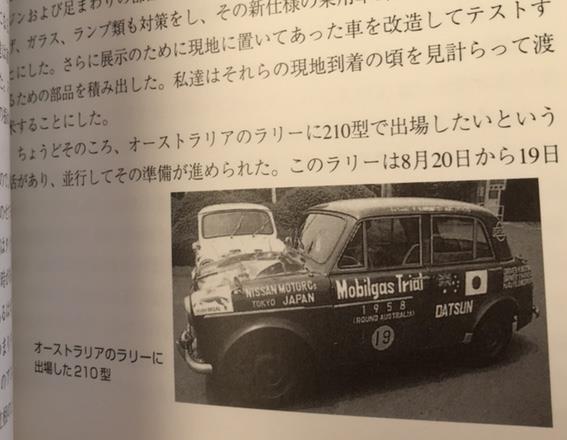 ンおよび足まわりの部
ガラス、ランプ類も対策をし、その新仕様の
にした。さらに展示のために現地に置いてあった車を改造してテストす
るための部品を積み出した。私達はそれらの現地到着の頃を見計らって渡
することにした。
ちょうどそのころ、オーストラリアのラリーに210型で出場したいという
があり、並行してその準備が進められた。このラリーは8月20日から19日
NISSAN MOTOR Co
TOKYO JAPAN
Mobilgas Trial
1958
(ROUND AUSTRALIA)
19
DATSUN
オーストラリアのラリーに
出場した210型